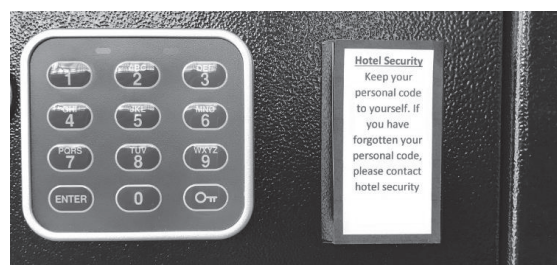 1
ABC
2
DEF
3
GHI
4
JKL
5
MNO
6
PQRS
7
TUV
8
WXYZ
9
ENTER
0
Hotel Security
Keep your
personal code
to yourself. If
you have
forgotten your
personal code,
please contact
hotel security